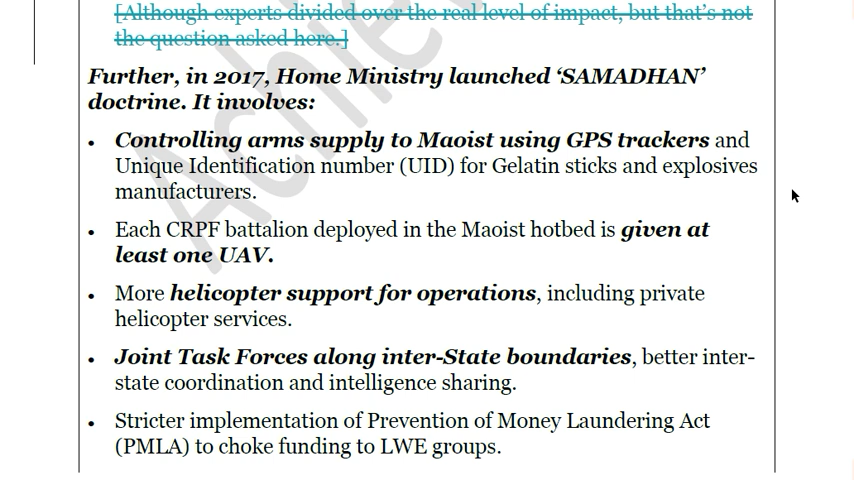 [Although experts divided over the real level of impact, but that's not
the question asked here.]
Further, in 2017, Home Ministry launched 'SAMADHAN'
doctrine. It involves:
• Controlling arms supply to Maoist using GPS trackers and
Unique Identification number (UID) for Gelatin sticks and explosives
manufacturers.
• Each CRPF battalion deployed in the Maoist hotbed is given at
least one UAV.
• More helicopter support for operations, including private
helicopter services.
• Joint Task Forces along inter-State boundaries, better inter-
state coordination and intelligence sharing.
• Stricter implementation of Prevention of Money Laundering Act
(PMLA) to choke funding to LWE groups.